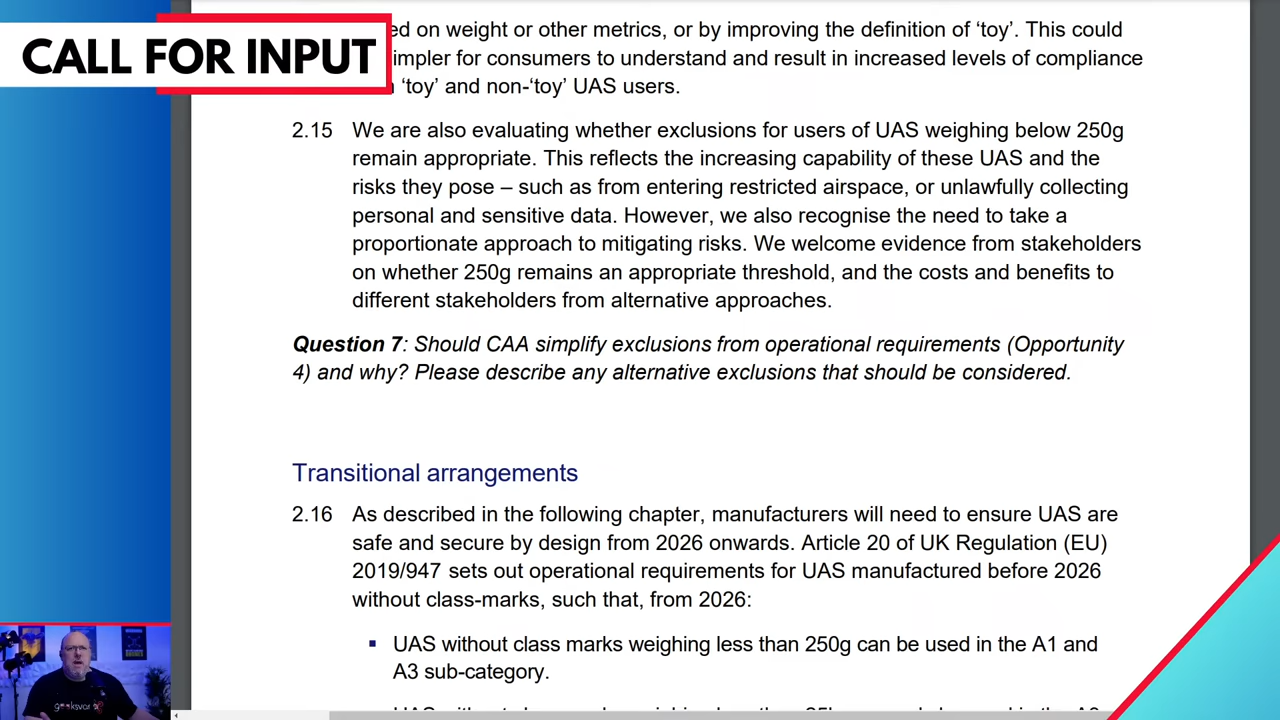 CALL FOR INPUT
ed on weight or other metrics, or by improving the definition of ‘toy’. This could
impler for consumers to understand and result in increased levels of compliance
‘toy’ and non-‘toy’ UAS users.
2.15 We are also evaluating whether exclusions for users of UAS weighing below 250g
remain appropriate. This reflects the increasing capability of these UAS and the
risks they pose – such as from entering restricted airspace, or unlawfully collecting
personal and sensitive data. However, we also recognise the need to take a
proportionate approach to mitigating risks. We welcome evidence from stakeholders
on whether 250g remains an appropriate threshold, and the costs and benefits to
different stakeholders from alternative approaches.
Question 7: Should CAA simplify exclusions from operational requirements (Opportunity
4) and why? Please describe any alternative exclusions that should be considered.
Transitional arrangements
2.16 As described in the following chapter, manufacturers will need to ensure UAS are
safe and secure by design from 2026 onwards. Article 20 of UK Regulation (EU)
2019/947 sets out operational requirements for UAS manufactured before 2026
without class-marks, such that, from 2026:
▪ UAS without class marks weighing less than 250g can be used in the A1 and
A3 sub-category.